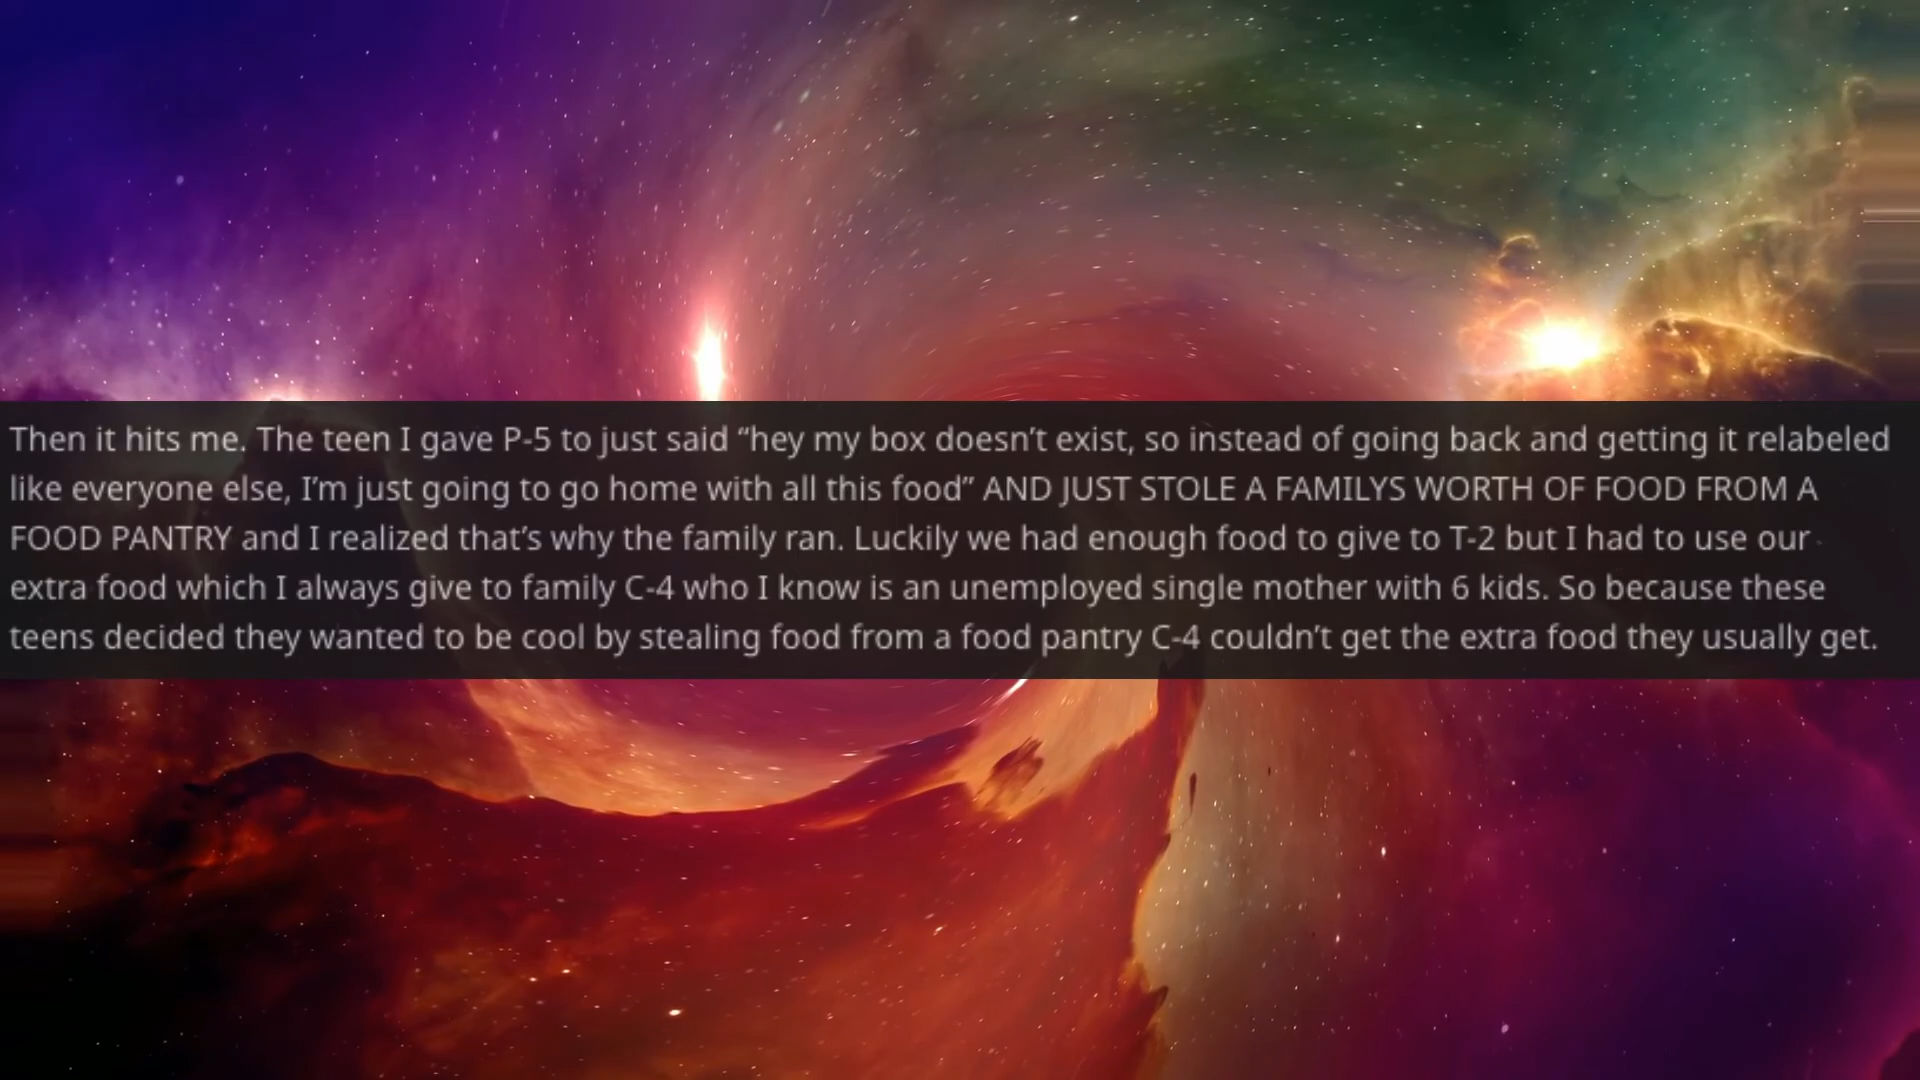 Then it hits me. The teen I gave P-5 to just said “hey my box doesn’t exist, so instead of going back and getting it relabeled
like everyone else, I’m just going to go home with all this food” AND JUST STOLE A FAMILYS WORTH OF FOOD FROM A
FOOD PANTRY and I realized that’s why the family ran. Luckily we had enough food to give to T-2 but I had to use our
extra food which I always give to family C-4 who I know is an unemployed single mother with 6 kids. So because these
teens decided they wanted to be cool by stealing food from a food pantry C-4 couldn’t get the extra food they usually get.